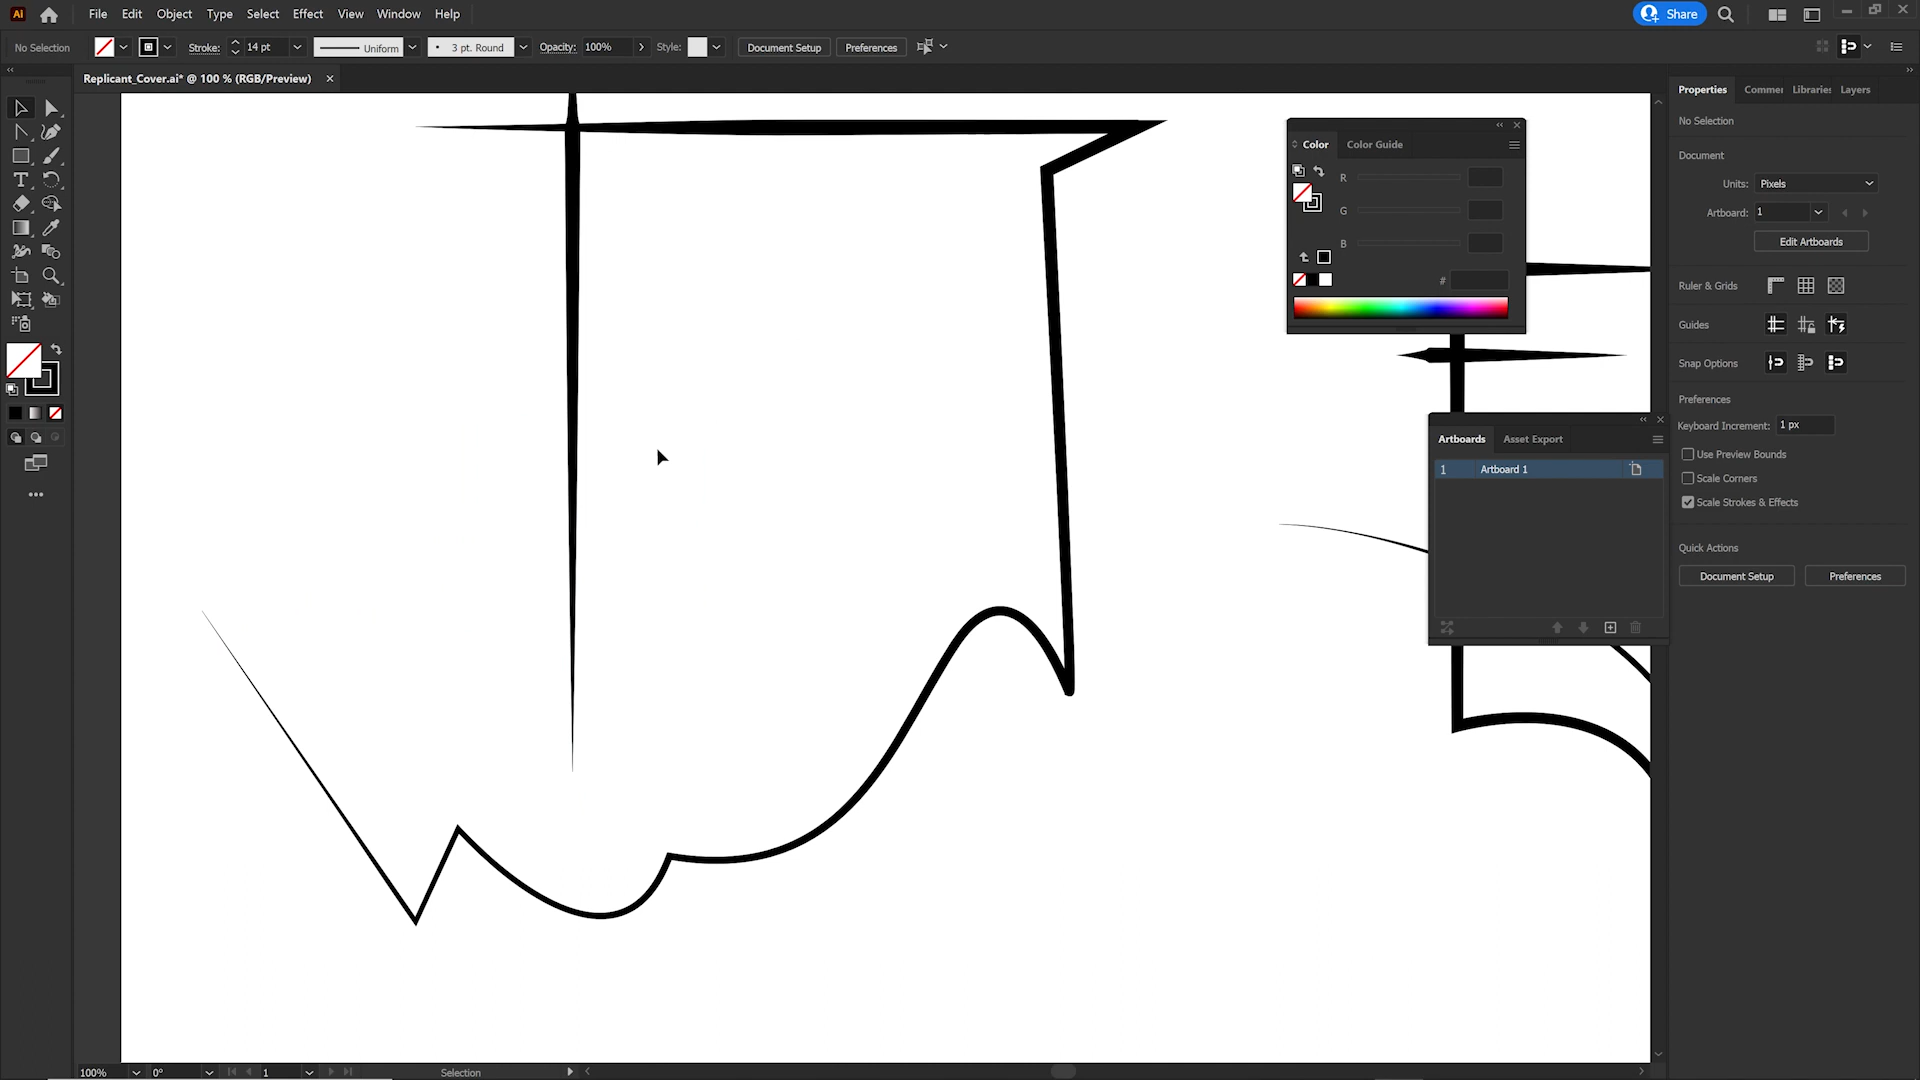 Ai File Edit Object Type Select Effect View Window Help Share
No Selection Stroke: 14 pt Uniform 3 pt. Round Opacity: 100% Style: Document Setup Preferences
Replicant_Cover.ai* @ 100 % (RGB/Preview)
Properties Commer Libraries Layers
No Selection
Document
Units: Pixels
Artboard: 1
Edit Artboards
Ruler & Grids
Guides
Snap Options
Preferences
Keyboard Increment: 1 px
Use Preview Bounds
Scale Corners
Scale Strokes & Effects
Quick Actions
Document Setup Preferences
Color Color Guide
R
G
B
#
Artboards Asset Export
1 Artboard 1
100% 0° 1 Selection